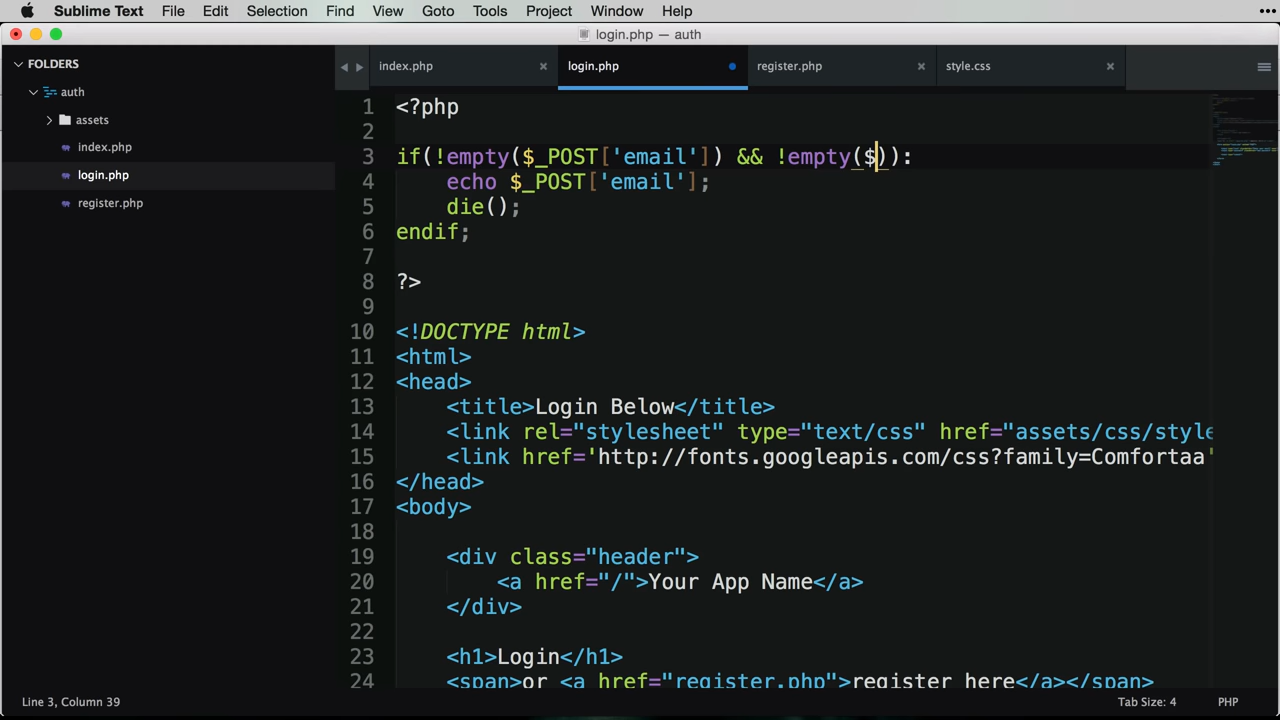 Sublime Text File Edit Selection Find View Goto Tools Project Window Help
login.php — auth
FOLDERS
auth
assets
index.php
login.php
register.php
index.php login.php register.php style.css
1 <?php
2
3 if(!empty($_POST['email']) && !empty($)):
4 echo $_POST['email'];
5 die();
6 endif;
7
8 ?>
9
10 <!DOCTYPE html>
11 <html>
12 <head>
13 <title>Login Below</title>
14 <link rel="stylesheet" type="text/css" href="assets/css/style
15 <link href='http://fonts.googleapis.com/css?family=Comfortaa'
16 </head>
17 <body>
18
19 <div class="header">
20 <a href="/">Your App Name</a>
21 </div>
22
23 <h1>Login</h1>
24 <span>or <a href="register.php">register here</a></span>
Line 3, Column 39 Tab Size: 4 PHP